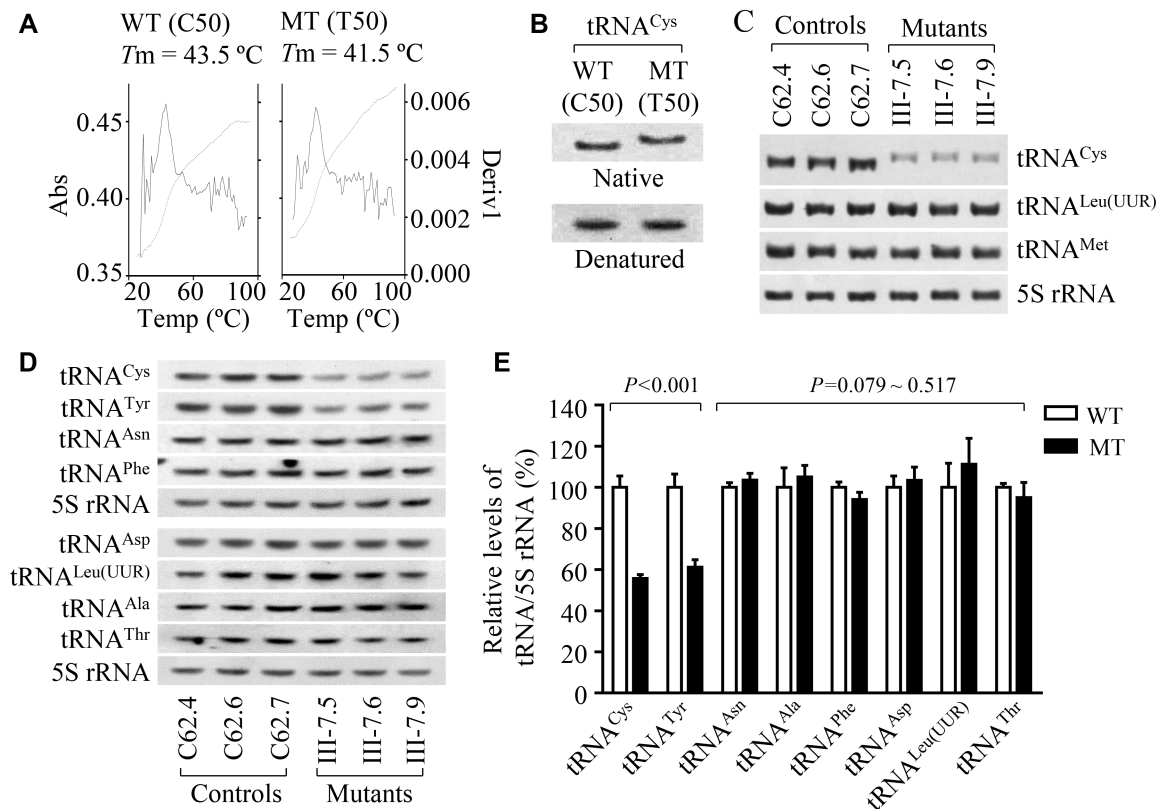 A
WT (C50)
Tm = 43.5 ºC
MT (T50)
Tm = 41.5 ºC
Abs
0.45
0.40
0.35
20 60 100
20 60 100
Temp (ºC)
Temp (ºC)
0.006
0.004
0.002
0.000
Deriv1
B
tRNACys
WT
(C50)
MT
(T50)
Native
Denatured
C
Controls
Mutants
C62.4
C62.6
C62.7
III-7.5
III-7.6
III-7.9
tRNACys
tRNALeu(UUR)
tRNAMet
5S rRNA
D
tRNACys
tRNATyr
tRNAAsn
tRNAPhe
5S rRNA
tRNAAsp
tRNALeu(UUR)
tRNAAla
tRNAThr
5S rRNA
C62.4
C62.6
C62.7
III-7.5
III-7.6
III-7.9
Controls
Mutants
E
P<0.001
P=0.079 ~ 0.517
WT
MT
Relative levels of
tRNA/5S rRNA (%)
140
120
100
80
60
40
20
0
tRNACys
tRNATyr
tRNAAsn
tRNAAla
tRNAPhe
tRNAAsp
tRNALeu(UUR)
tRNAThr